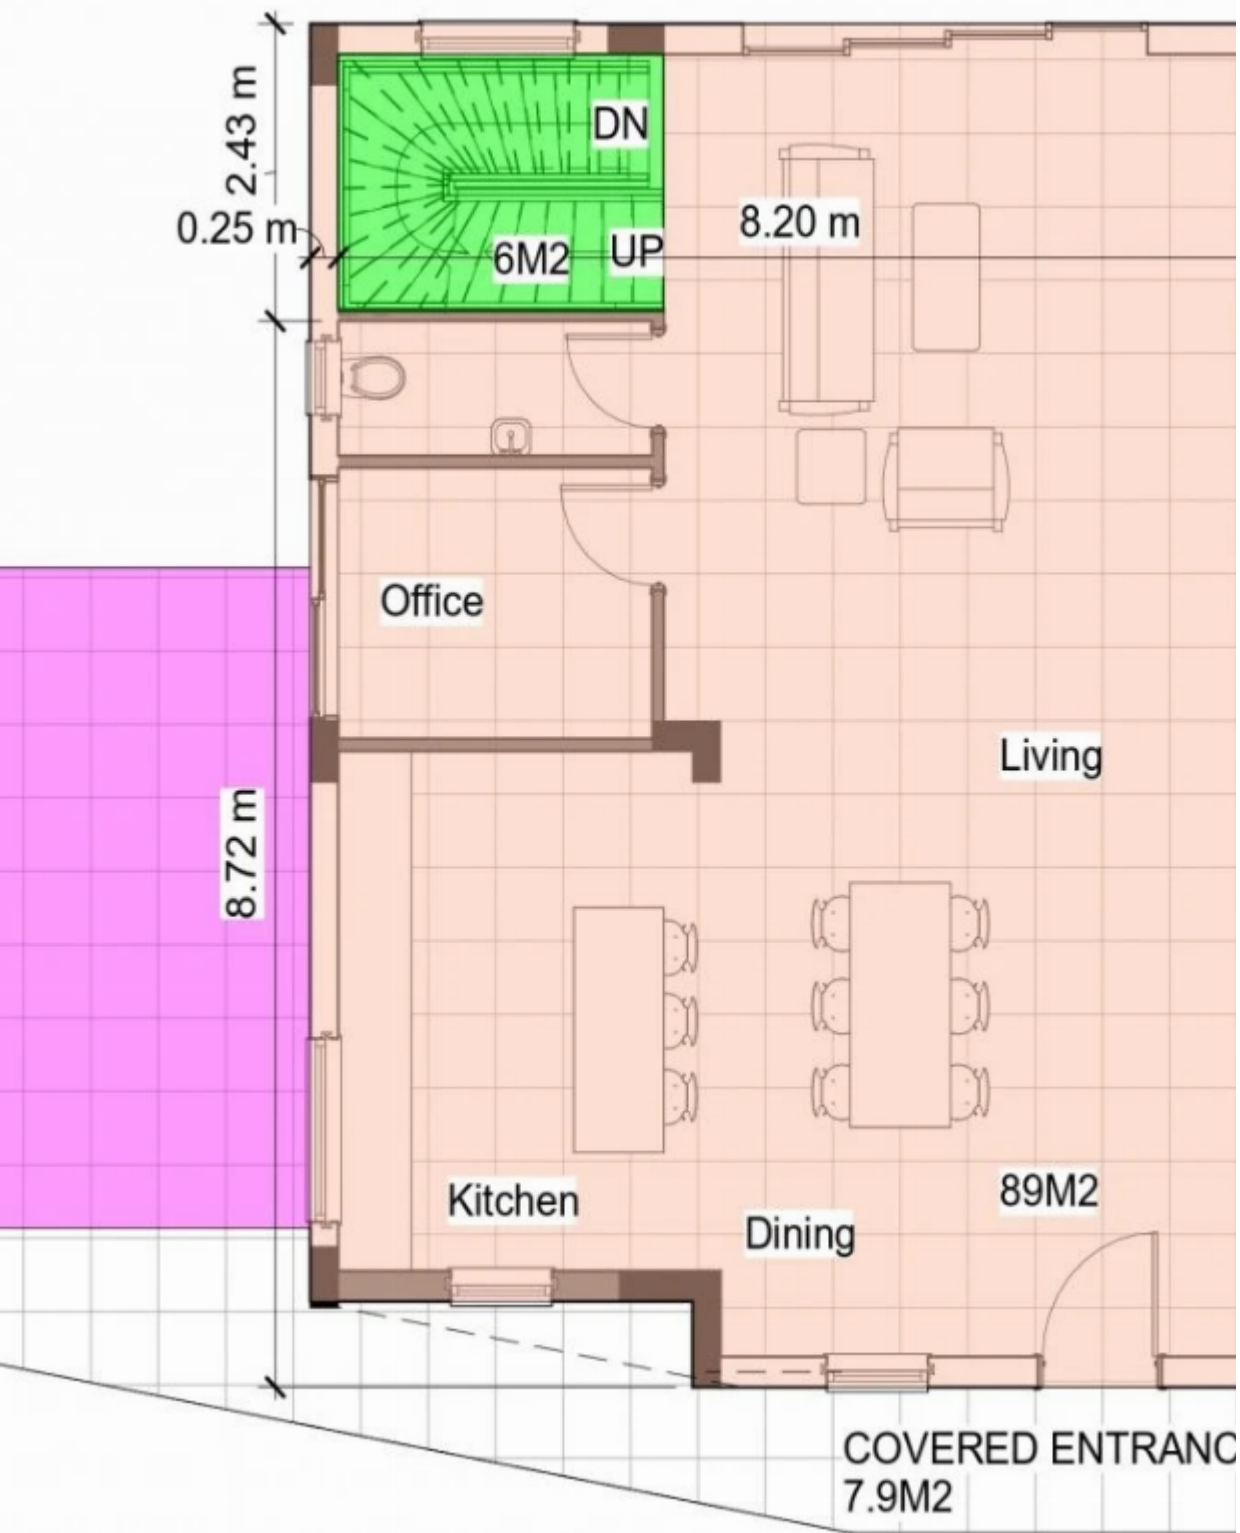 2.43 m
DN
0.25 m
6M2
UP
8.20 m
Office
Living
8.72 m
Kitchen
Dining
89M2
COVERED ENTRANC
7.9M2